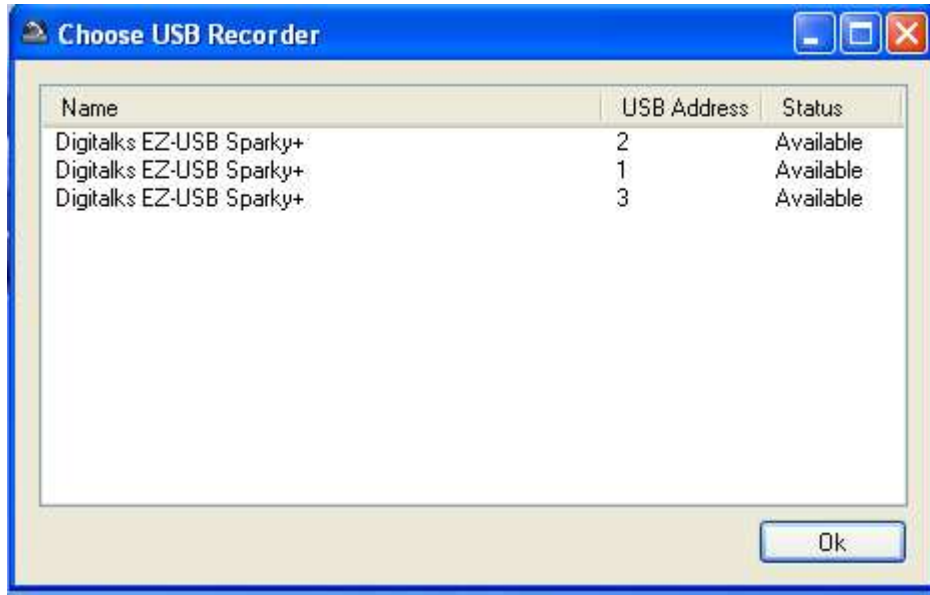 Choose USB Recorder
Name USB Address Status
Digitalks EZ-USB Sparky+ 2 Available
Digitalks EZ-USB Sparky+ 1 Available
Digitalks EZ-USB Sparky+ 3 Available
Ok